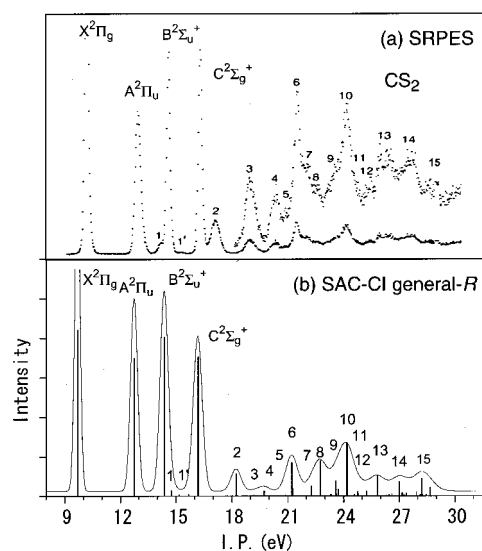 X²Πg
B²Σu⁺
(a) SRPES
A²Πu
C²Σg⁺
CS₂
1 1' 2 3 4 5 6 7 8 9 10 11 12 13 14 15
X²Πg
A²Πu
B²Σu⁺
(b) SAC-CI general-R
C²Σg⁺
Intensity
1 1' 2 3 4 5 6 7 8 9 10 11 12 13 14 15
9 12 15 18 21 24 27 30
I.P. (eV)